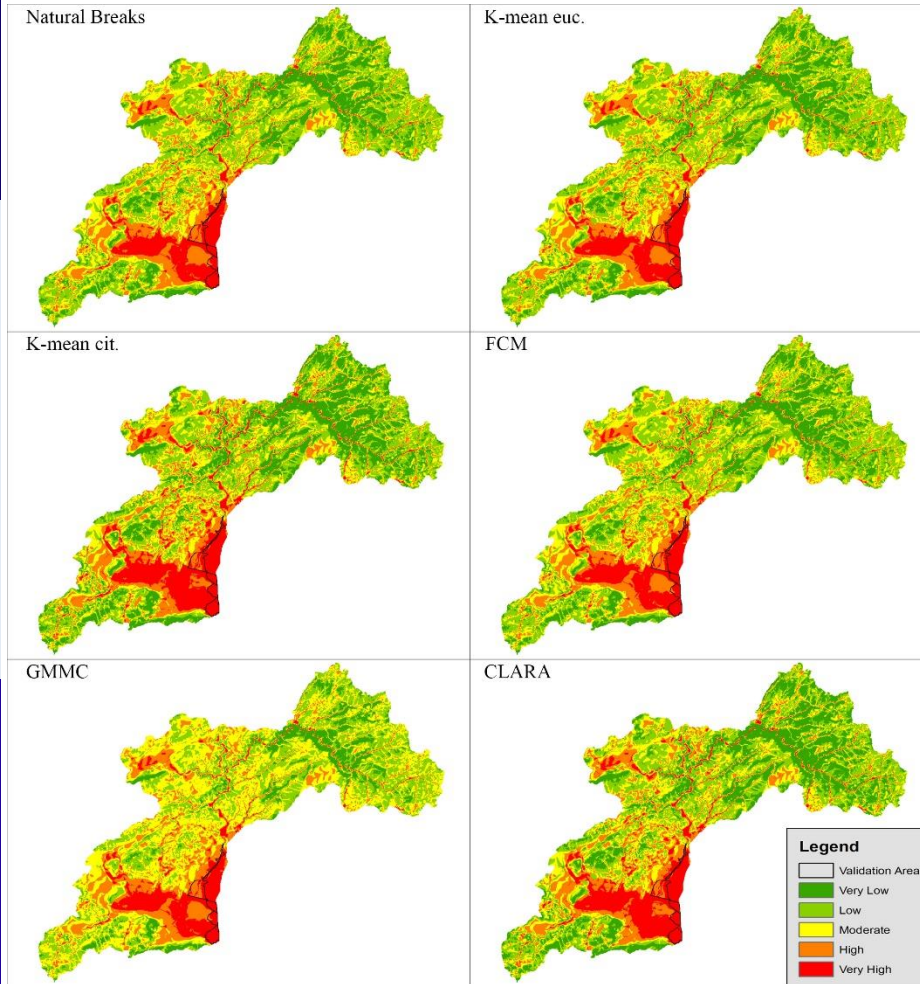 Natural Breaks
K-mean euc.
K-mean cit.
FCM
GMMC
CLARA
Legend
Validation Area
Very Low
Low
Moderate
High
Very High